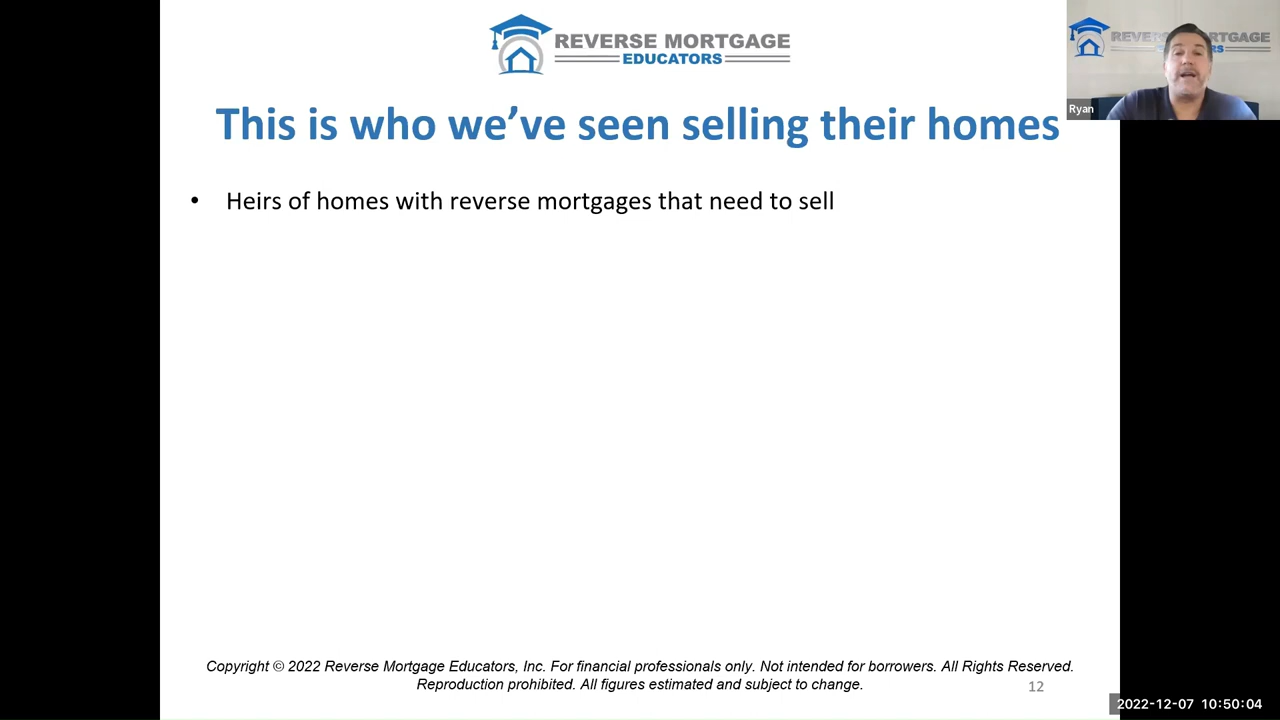 REVERSE MORTGAGE
EDUCATORS
This is who we’ve seen selling their homes
• Heirs of homes with reverse mortgages that need to sell
Ryan
Copyright © 2022 Reverse Mortgage Educators, Inc. For financial professionals only. Not intended for borrowers. All Rights Reserved.
Reproduction prohibited. All figures estimated and subject to change.
12
2022-12-07 10:50:04